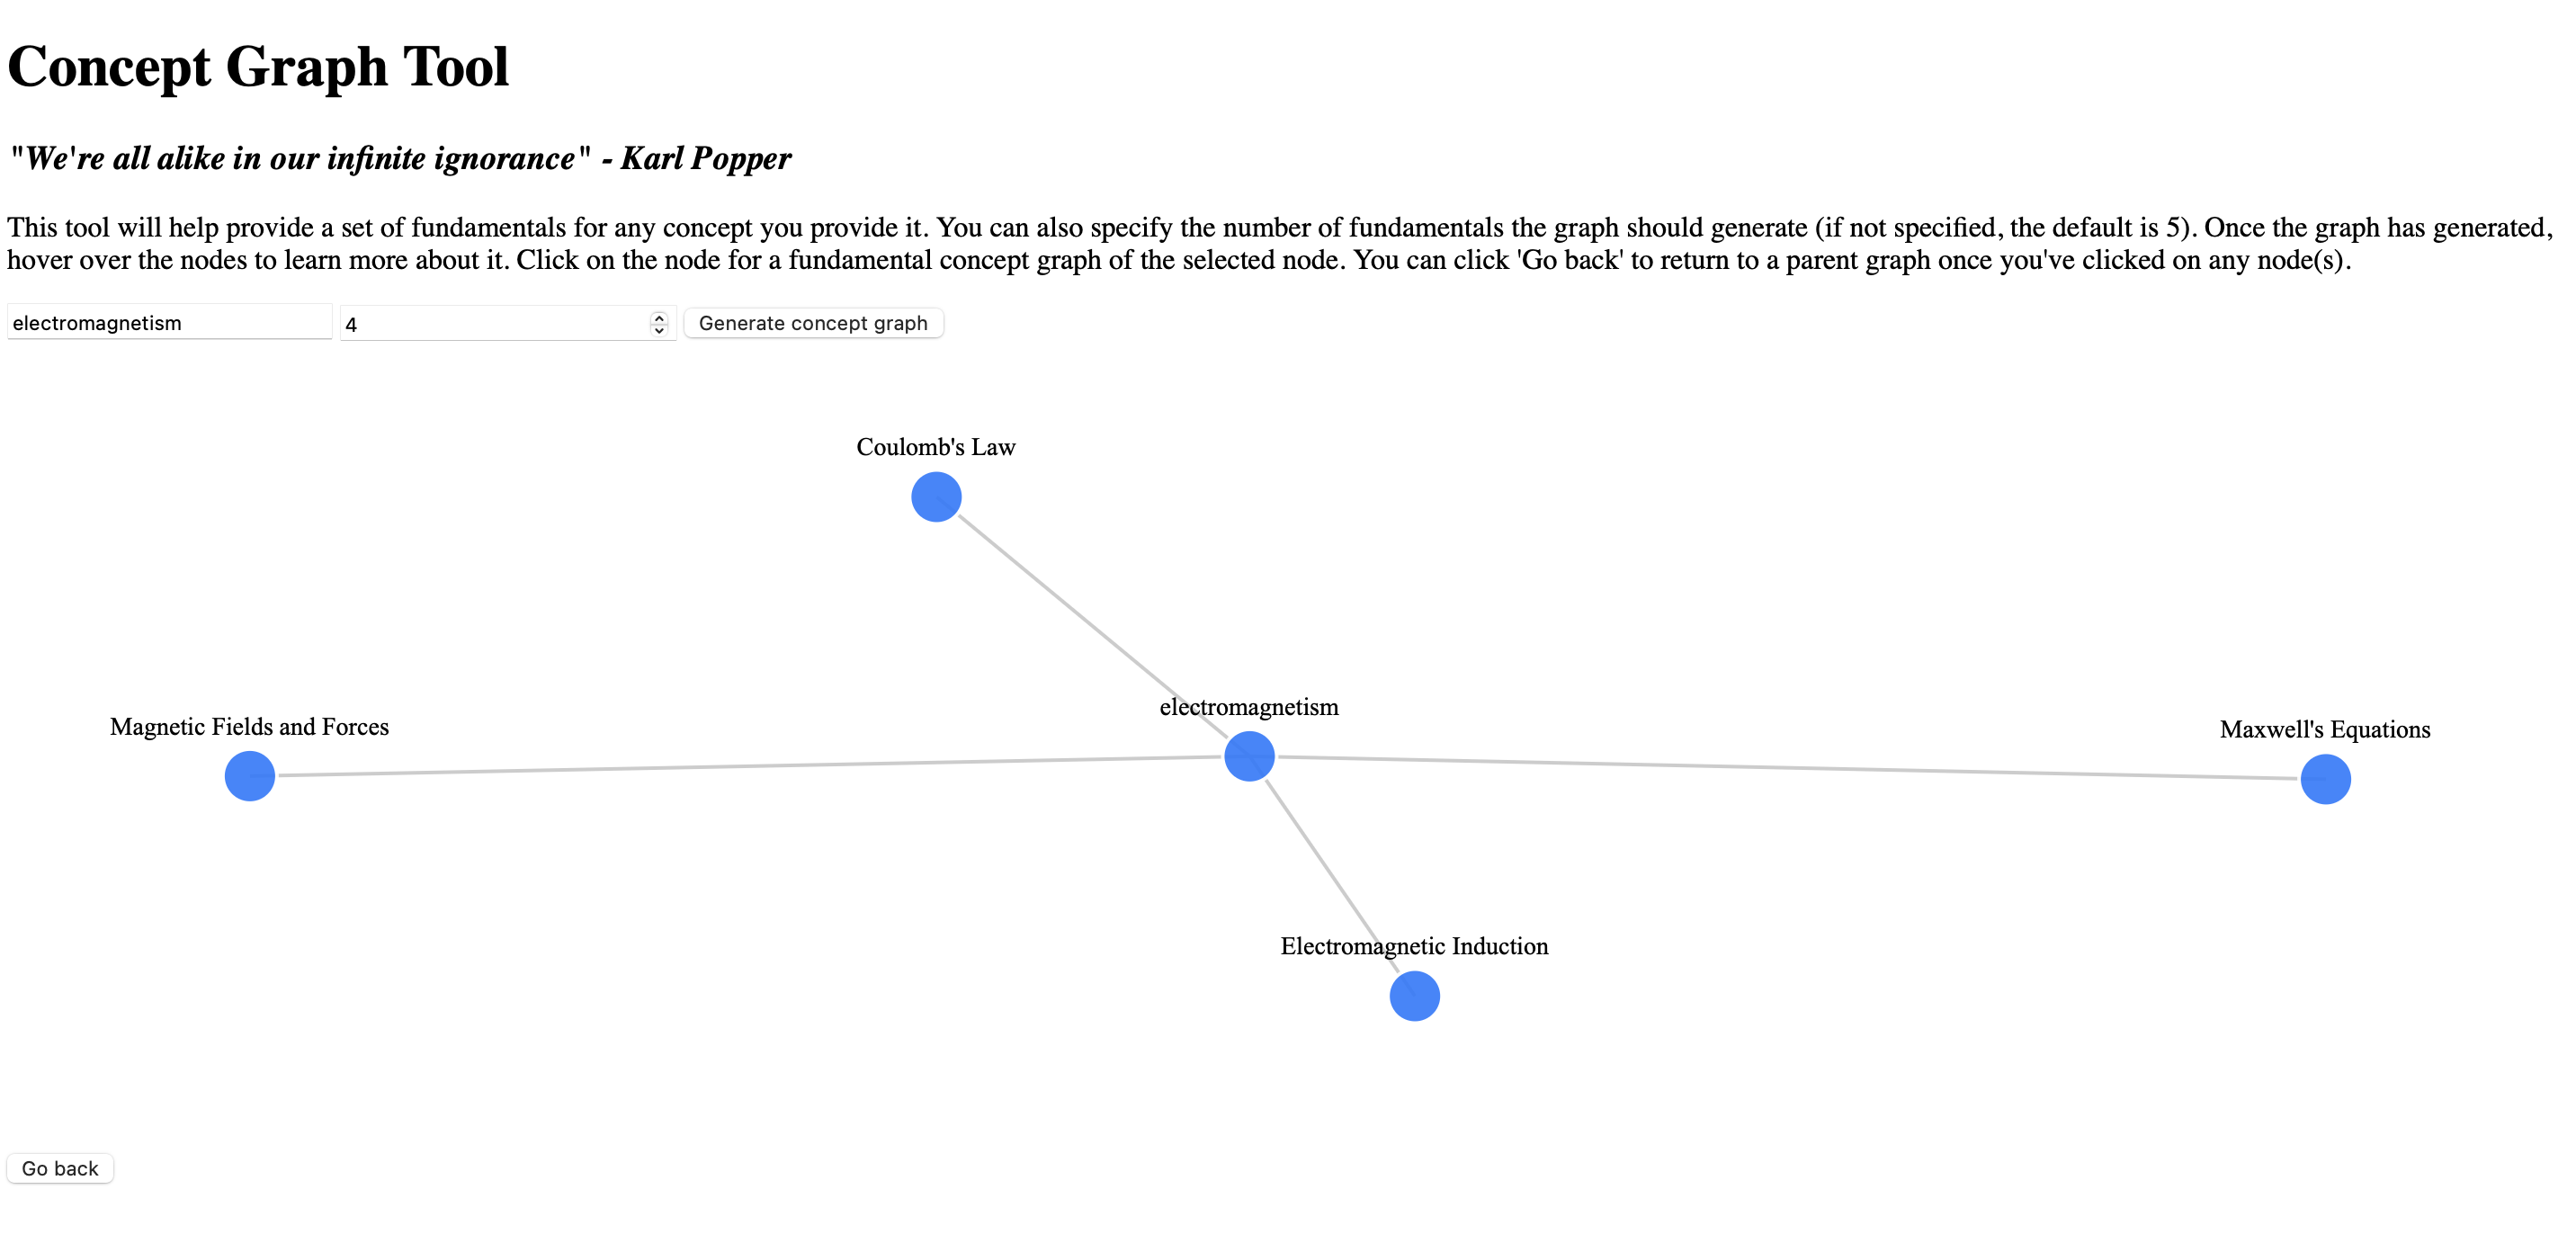 Concept Graph Tool
"We're all alike in our infinite ignorance" - Karl Popper
This tool will help provide a set of fundamentals for any concept you provide it. You can also specify the number of fundamentals the graph should generate (if not specified, the default is 5). Once the graph has generated,
hover over the nodes to learn more about it. Click on the node for a fundamental concept graph of the selected node. You can click 'Go back' to return to a parent graph once you've clicked on any node(s).
electromagnetism 4 Generate concept graph
Coulomb's Law
electromagnetism
Magnetic Fields and Forces
Maxwell's Equations
Electromagnetic Induction
Go back